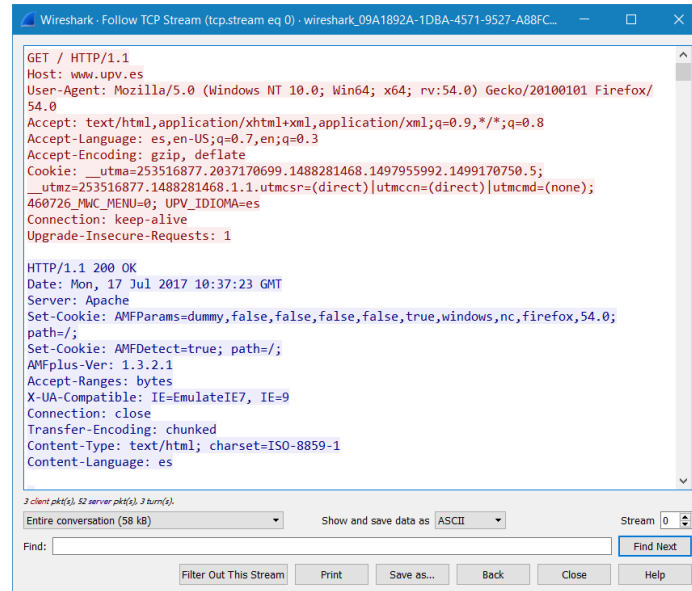 Wireshark · Follow TCP Stream (tcp.stream eq 0) · wireshark_09A1892A-1DBA-4571-9527-A88FC...
GET / HTTP/1.1
Host: www.upv.es
User-Agent: Mozilla/5.0 (Windows NT 10.0; Win64; x64; rv:54.0) Gecko/20100101 Firefox/
54.0
Accept: text/html,application/xhtml+xml,application/xml;q=0.9,*/*;q=0.8
Accept-Language: es,en-US;q=0.7,en;q=0.3
Accept-Encoding: gzip, deflate
Cookie: __utma=253516877.2037170699.1488281468.1497955992.1499170750.5;
__utmz=253516877.1488281468.1.1.utmcsr=(direct)|utmccn=(direct)|utmcmd=(none);
460726_MWC_MENU=0; UPV_IDIOMA=es
Connection: keep-alive
Upgrade-Insecure-Requests: 1
HTTP/1.1 200 OK
Date: Mon, 17 Jul 2017 10:37:23 GMT
Server: Apache
Set-Cookie: AMFParams=dummy,false,false,false,false,true,windows,nc,firefox,54.0;
path=/;
Set-Cookie: AMFDetect=true; path=/;
AMFplus-Ver: 1.3.2.1
Accept-Ranges: bytes
X-UA-Compatible: IE=EmulateIE7, IE=9
Connection: close
Transfer-Encoding: chunked
Content-Type: text/html; charset=ISO-8859-1
Content-Language: es
3 client pkt(s), 52 server pkt(s), 3 turn(s).
Entire conversation (58 kB) Show and save data as ASCII Stream 0
Find: Find Next
Filter Out This Stream Print Save as... Back Close Help